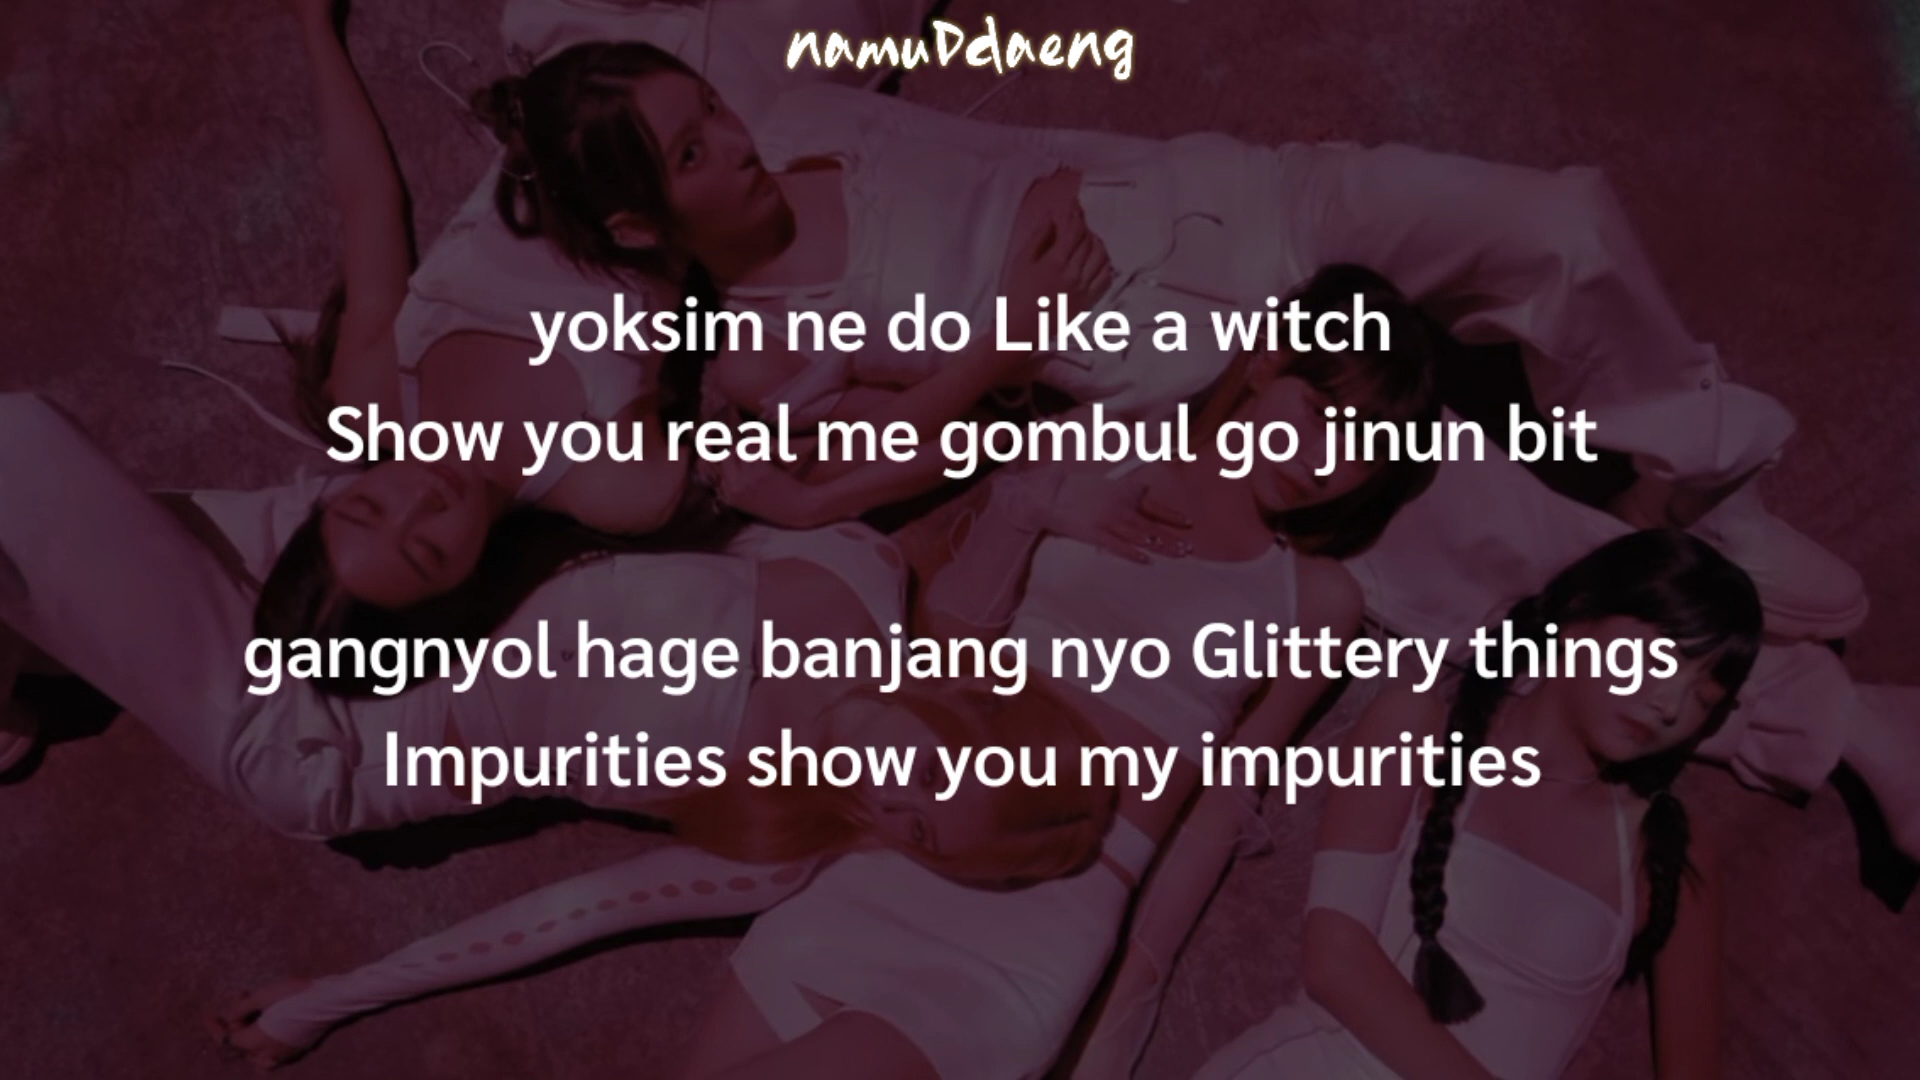 namuDdaeng
yoksim ne do Like a witch
Show you real me gombul go jinun bit
gangnyol hage banjang nyo Glittery things
Impurities show you my impurities